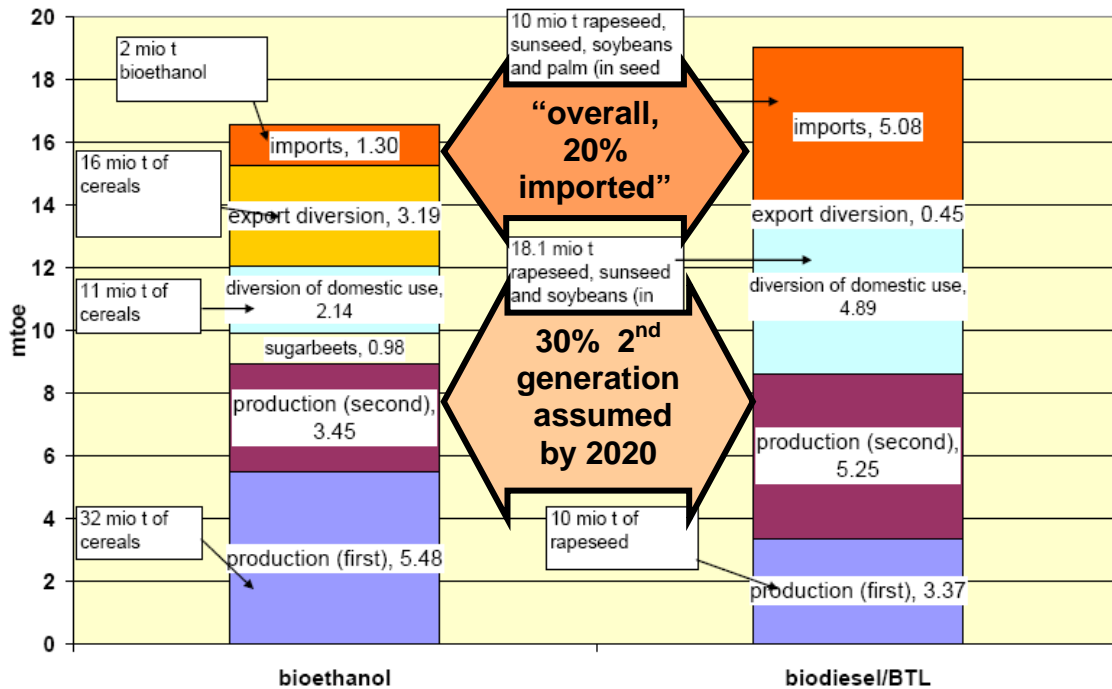 20
18
16
14
12
10
8
6
4
2
0
mtoe
2 mio t
bioethanol
16 mio t of
cereals
11 mio t of
cereals
32 mio t of
cereals
imports, 1.30
export diversion, 3.19
diversion of domestic use,
2.14
sugarbeets, 0.98
production (second),
3.45
production (first), 5.48
bioethanol
10 mio t rapeseed,
sunseed, soybeans
and palm (in seed
“overall,
20%
imported”
18.1 mio t
rapeseed, sunseed
and soybeans (in
30% 2nd
generation
assumed
by 2020
10 mio t of
rapeseed
imports, 5.08
export diversion, 0.45
diversion of domestic use,
4.89
production (second),
5.25
production (first), 3.37
biodiesel/BTL